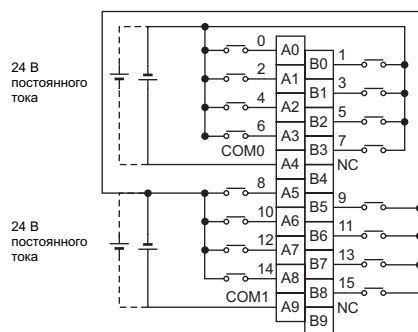 0 A0
B0 1
24 В
постоянного
тока
2 A1
B1 3
4 A2
B2 5
6 A3
B3 7
COM0
A4
NC
B4
8 A5
B5 9
10 A6
B6 11
24 В
постоянного
тока
12 A7
B7 13
14 A8
B8 15
COM1
A9
NC
B9